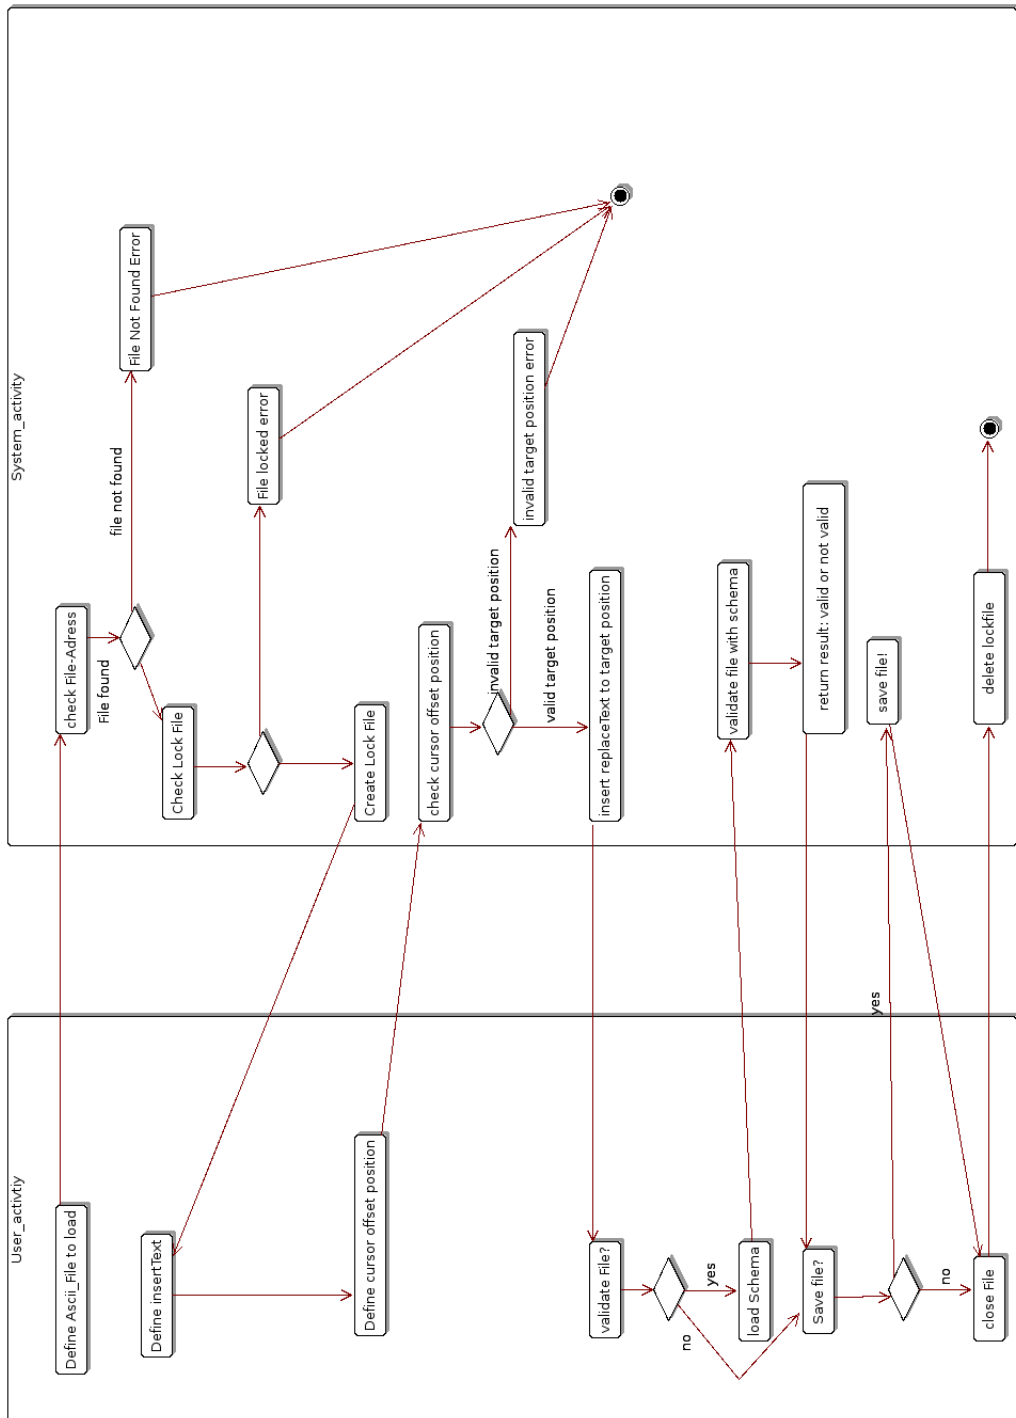 User_activtiy
System_activity
Define Ascii_File to load
check File-Adress
File found
file not found
File Not Found Error
Define insertText
Check Lock File
File locked error
Create Lock File
Define cursor offset position
check cursor offset position
invalid target position
invalid target position error
valid target position
insert replaceText to target position
validate File?
no
yes
load Schema
validate file with schema
return result: valid or not valid
Save file?
yes
save file!
no
close File
delete lockfile